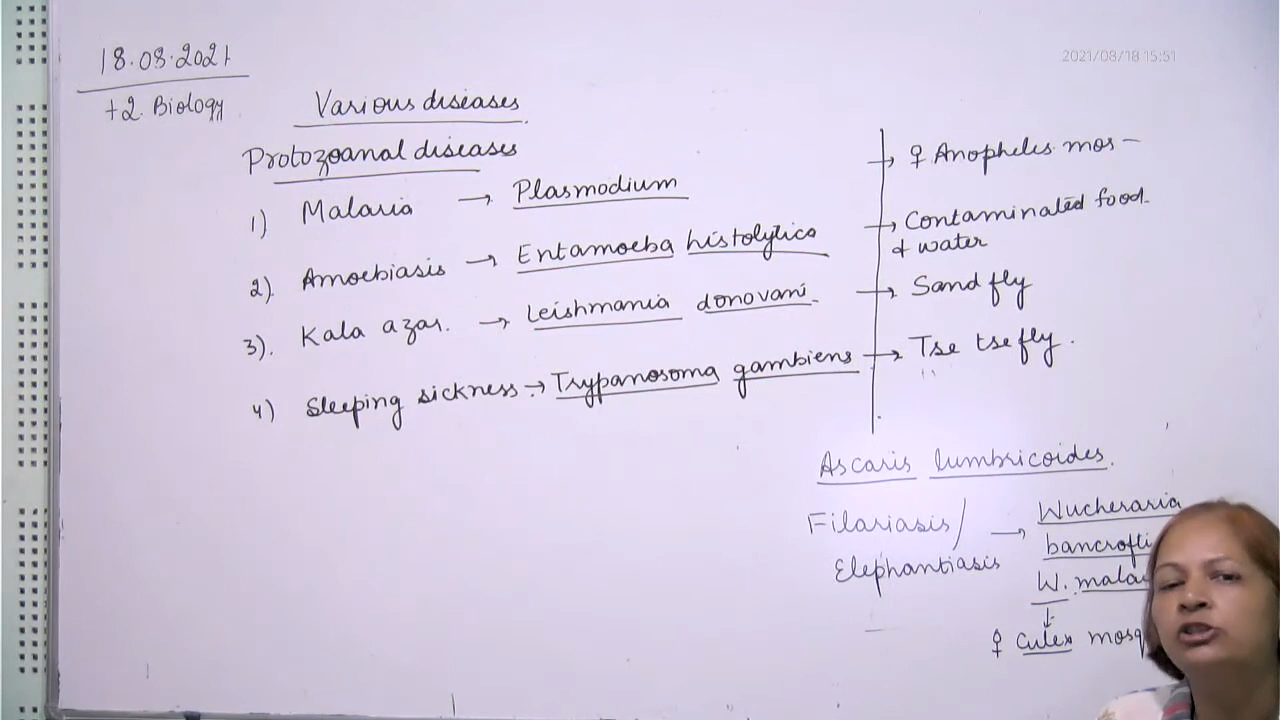 18.08.2021
2021/08/18 15:51
+2. Biology
Various diseases
Protozoanal diseases
1) Malaria → Plasmodium → ♀ Anopheles mos-
2). Amoebiasis → Entamoeba histolytica → Contaminated food & water
3). Kala azar. → Leishmania donovani → Sand fly
4) Sleeping sickness → Trypanosoma gambiens → Tse tse fly.
Ascaris lumbricoides.
Filariasis/ Elephantiasis → Wucheraria
bancrofti
W. mala
↓
♀ Culex mosq